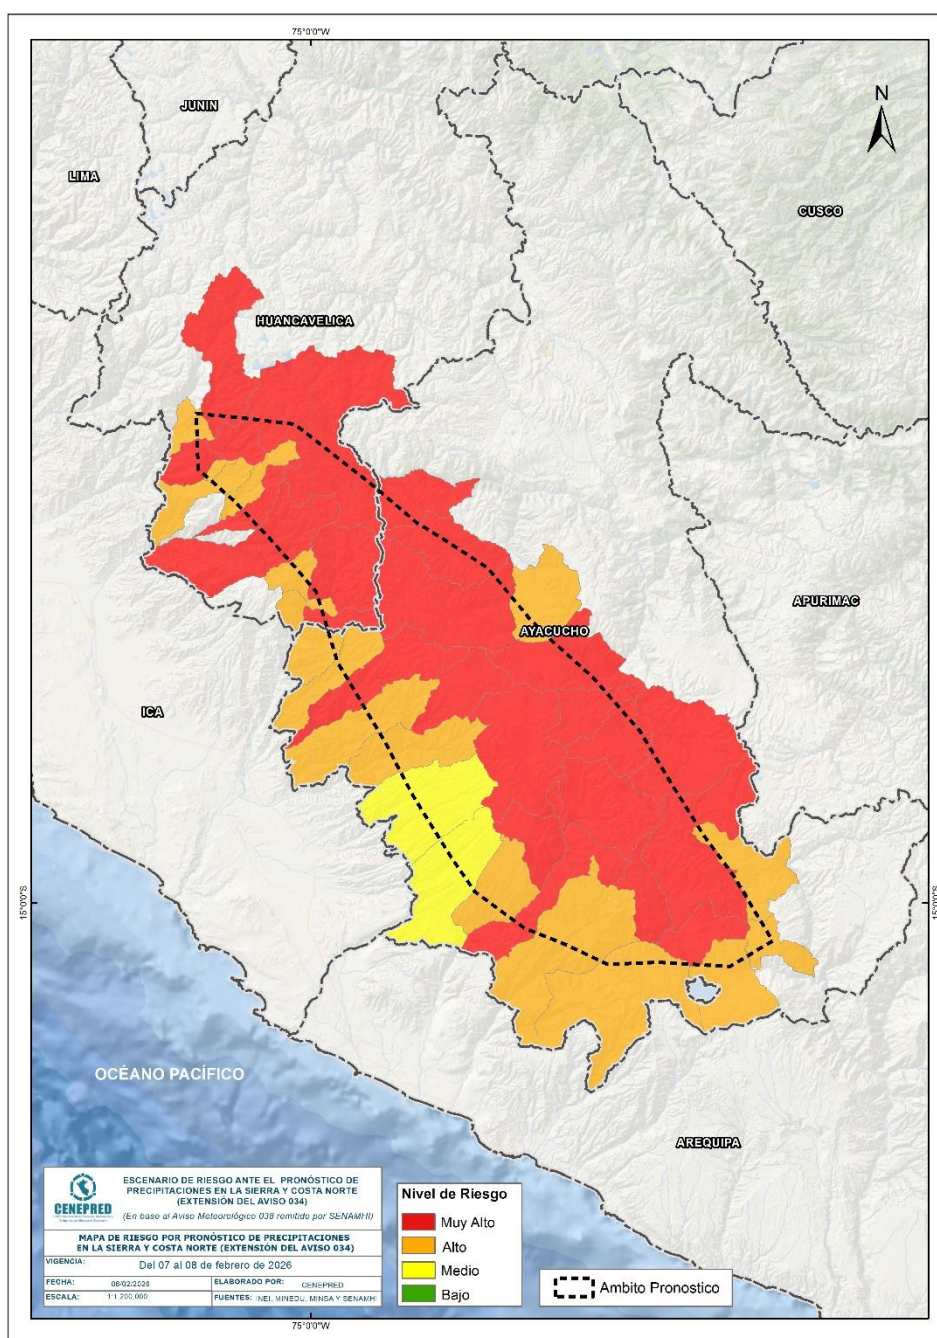 75°0'0"W
N
JUNIN
LIMA
CUSCO
HUANCAVELICA
APURIMAC
AYACUCHO
ICA
15°0'0"S
15°0'0"S
OCÉANO PACÍFICO
AREQUIPA
CENEPRED
ESCENARIO DE RIESGO ANTE EL PRONÓSTICO DE
PRECIPITACIONES EN LA SIERRA Y COSTA NORTE
(EXTENSIÓN DEL AVISO 034)
(En base al Aviso Meteorológico 036 remitido por SENAMHI)
MAPA DE RIESGO POR PRONÓSTICO DE PRECIPITACIONES
EN LA SIERRA Y COSTA NORTE (EXTENSIÓN DEL AVISO 034)
VIGENCIA: Del 07 al 08 de febrero de 2026
FECHA: 06/02/2026 ELABORADO POR: CENEPRED
ESCALA: 1:1 200,000 FUENTES: INEI, MINEDU, MINSA Y SENAMHI
Nivel de Riesgo
Muy Alto
Alto
Medio
Bajo
Ambito Pronostico
75°0'0"W